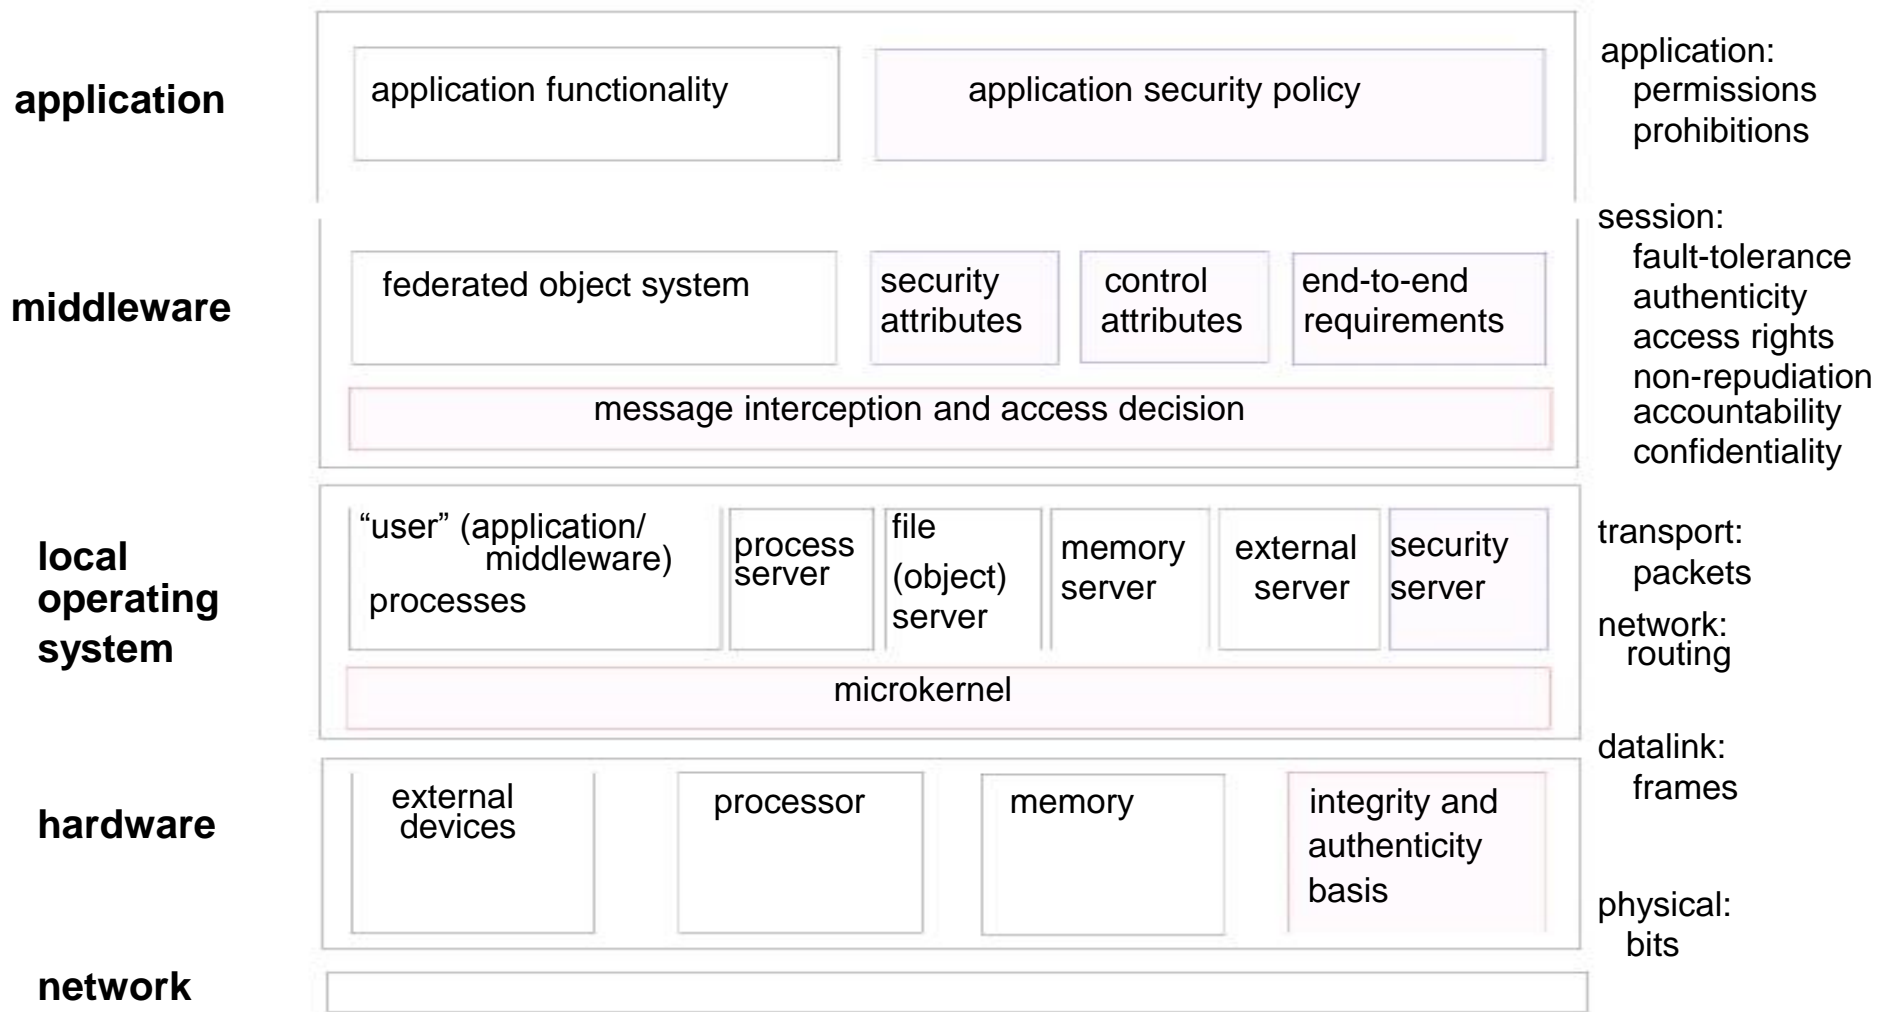 application
application functionality
application security policy
application:
permissions
prohibitions
middleware
federated object system
security
attributes
control
attributes
end-to-end
requirements
message interception and access decision
session:
fault-tolerance
authenticity
access rights
non-repudiation
accountability
confidentiality
local
operating
system
“user” (application/
middleware)
processes
process
server
file
(object)
server
memory
server
external
server
security
server
microkernel
transport:
packets
network:
routing
hardware
external
devices
processor
memory
integrity and
authenticity
basis
datalink:
frames
physical:
bits
network